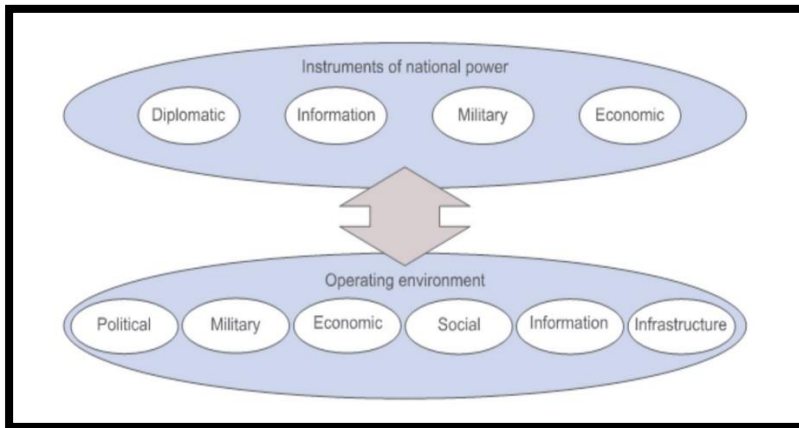 Instruments of national power
Diplomatic Information Military Economic
Operating environment
Political Military Economic Social Information Infrastructure